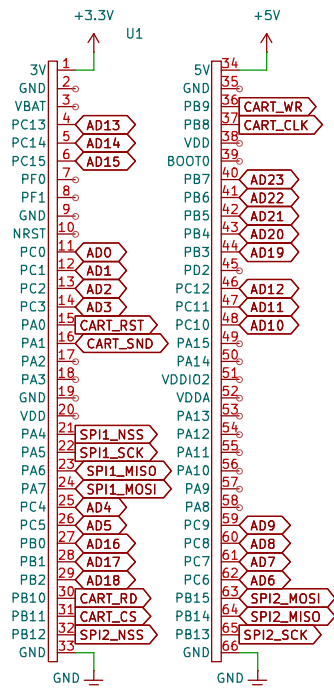 +3.3V
+5V
U1
3V 1
GND 2
VBAT 3
PC13 4 AD13
PC14 5 AD14
PC15 6 AD15
PF0 7
PF1 8
GND 9
NRST 10
PC0 11 AD0
PC1 12 AD1
PC2 13 AD2
PC3 14 AD3
PA0 15 CART_RST
PA1 16 CART_SND
PA2 17
PA3 18
GND 19
VDD 20
PA4 21 SPI1_NSS
PA5 22 SPI1_SCK
PA6 23 SPI1_MISO
PA7 24 SPI1_MOSI
PC4 25 AD4
PC5 26 AD5
PB0 27 AD16
PB1 28 AD17
PB2 29 AD18
PB10 30 CART_RD
PB11 31 CART_CS
PB12 32 SPI2_NSS
GND 33
GND
5V 34
GND 35
PB9 36 CART_WR
PB8 37 CART_CLK
VDD 38
BOOT0 39
PB7 40 AD23
PB6 41 AD22
PB5 42 AD21
PB4 43 AD20
PB3 44 AD19
PD2 45
PC12 46 AD12
PC11 47 AD11
PC10 48 AD10
PA15 49
PA14 50
VDDIO2 51
VDDA 52
PA13 53
PA12 54
PA11 55
PA10 56
PA9 57
PA8 58
PC9 59 AD9
PC8 60 AD8
PC7 61 AD7
PC6 62 AD6
PB15 63 SPI2_MOSI
PB14 64 SPI2_MISO
PB13 65 SPI2_SCK
GND 66
GND